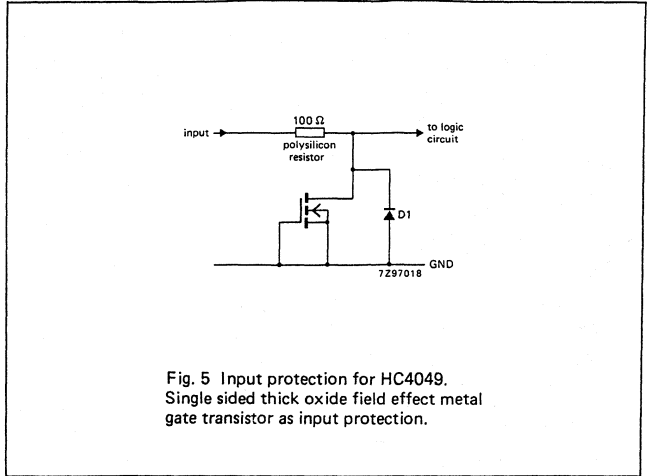 100 Ω
input
to logic
circuit
polysilicon
resistor
D1
GND
7Z97018
Fig. 5 Input protection for HC4049.
Single sided thick oxide field effect metal
gate transistor as input protection.